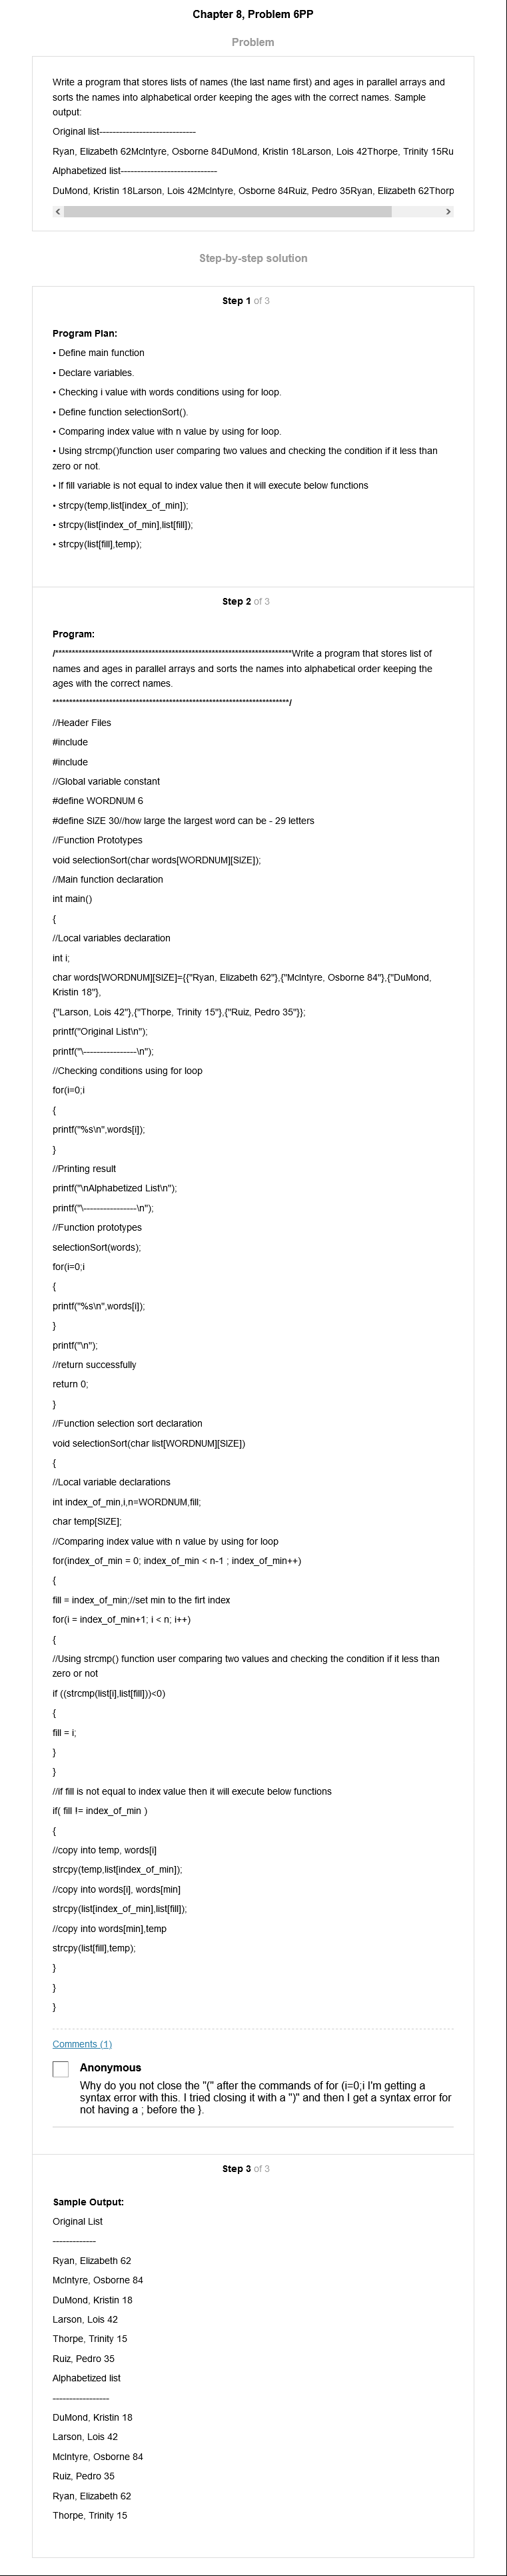 Chapter 8, Problem 6PP
Problem
Write a program that stores lists of names (the last name first) and ages in parallel arrays and
sorts the names into alphabetical order keeping the ages with the correct names. Sample
output:
Original list-----------------------------
Ryan, Elizabeth 62McIntyre, Osborne 84DuMond, Kristin 18Larson, Lois 42Thorpe, Trinity 15Ru
Alphabetized list-----------------------------
DuMond, Kristin 18Larson, Lois 42McIntyre, Osborne 84Ruiz, Pedro 35Ryan, Elizabeth 62Thorp
Step-by-step solution
Step 1 of 3
Program Plan:
• Define main function
• Declare variables.
• Checking i value with words conditions using for loop.
• Define function selectionSort().
• Comparing index value with n value by using for loop.
• Using strcmp()function user comparing two values and checking the condition if it less than
zero or not.
• If fill variable is not equal to index value then it will execute below functions
• strcpy(temp,list[index_of_min]);
• strcpy(list[index_of_min],list[fill]);
• strcpy(list[fill],temp);
Step 2 of 3
Program:
/***********************************************************************Write a program that stores list of
names and ages in parallel arrays and sorts the names into alphabetical order keeping the
ages with the correct names.
***********************************************************************/
//Header Files
#include
#include
//Global variable constant
#define WORDNUM 6
#define SIZE 30//how large the largest word can be - 29 letters
//Function Prototypes
void selectionSort(char words[WORDNUM][SIZE]);
//Main function declaration
int main()
{
//Local variables declaration
int i;
char words[WORDNUM][SIZE]={{"Ryan, Elizabeth 62"},{"McIntyre, Osborne 84"},{"DuMond,
Kristin 18"},
{"Larson, Lois 42"},{"Thorpe, Trinity 15"},{"Ruiz, Pedro 35"}};
printf("Original List\n");
printf("\----------------\n");
//Checking conditions using for loop
for(i=0;i
{
printf("%s\n",words[i]);
}
//Printing result
printf("\nAlphabetized List\n");
printf("\----------------\n");
//Function prototypes
selectionSort(words);
for(i=0;i
{
printf("%s\n",words[i]);
}
printf("\n");
//return successfully
return 0;
}
//Function selection sort declaration
void selectionSort(char list[WORDNUM][SIZE])
{
//Local variable declarations
int index_of_min,i,n=WORDNUM,fill;
char temp[SIZE];
//Comparing index value with n value by using for loop
for(index_of_min = 0; index_of_min < n-1 ; index_of_min++)
{
fill = index_of_min;//set min to the firt index
for(i = index_of_min+1; i < n; i++)
{
//Using strcmp() function user comparing two values and checking the condition if it less than
zero or not
if ((strcmp(list[i],list[fill]))<0)
{
fill = i;
}
}
//if fill is not equal to index value then it will execute below functions
if( fill != index_of_min )
{
//copy into temp, words[i]
strcpy(temp,list[index_of_min]);
//copy into words[i], words[min]
strcpy(list[index_of_min],list[fill]);
//copy into words[min],temp
strcpy(list[fill],temp);
}
}
}
Comments (1)
Anonymous
Why do you not close the "(" after the commands of for (i=0;i I'm getting a
syntax error with this. I tried closing it with a ")" and then I get a syntax error for
not having a ; before the }.
Step 3 of 3
Sample Output:
Original List
-------------
Ryan, Elizabeth 62
McIntyre, Osborne 84
DuMond, Kristin 18
Larson, Lois 42
Thorpe, Trinity 15
Ruiz, Pedro 35
Alphabetized list
-----------------
DuMond, Kristin 18
Larson, Lois 42
McIntyre, Osborne 84
Ruiz, Pedro 35
Ryan, Elizabeth 62
Thorpe, Trinity 15